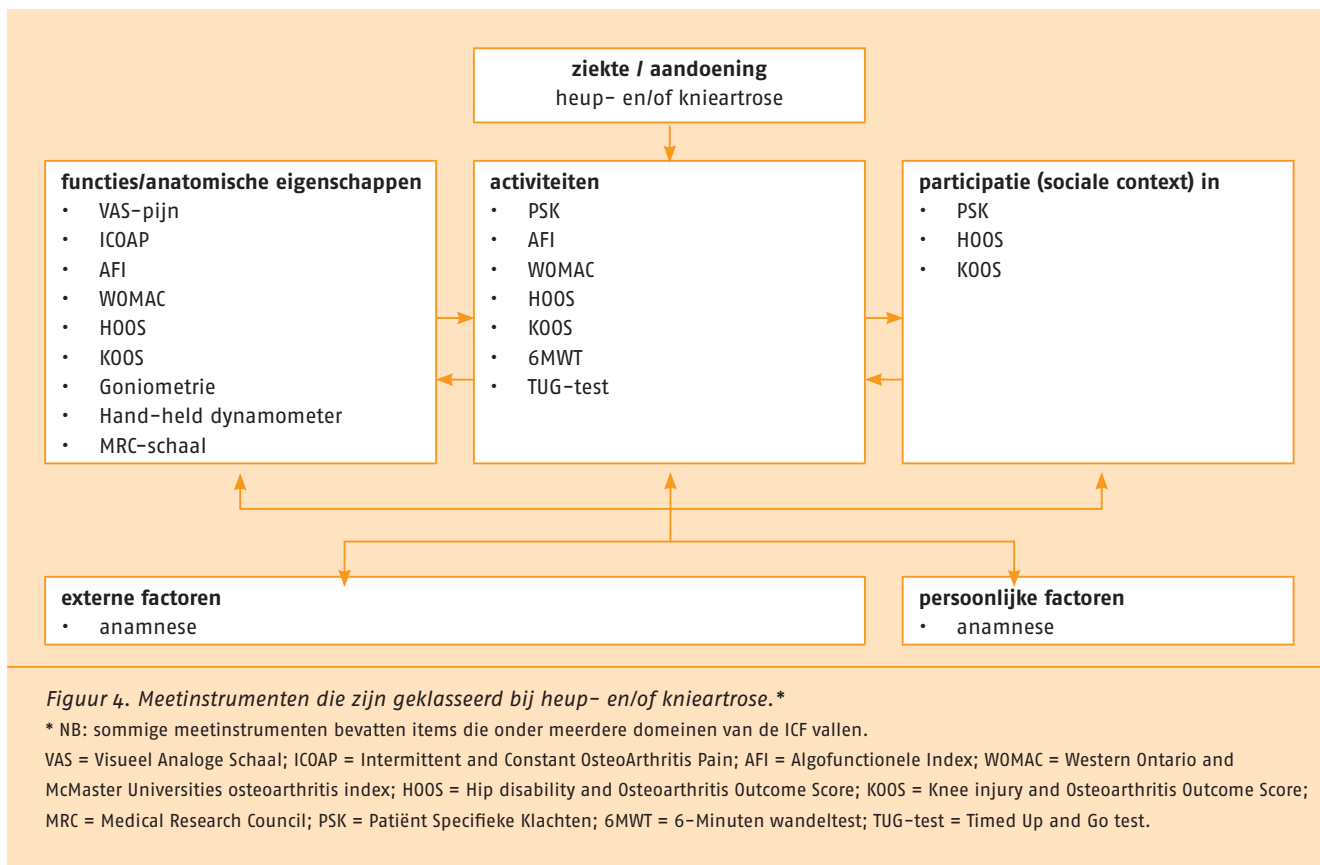 ziekte / aandoening
heup- en/of knieartrose
functies/anatomische eigenschappen
• VAS-pijn
• ICOAP
• AFI
• WOMAC
• HOOS
• KOOS
• Goniometrie
• Hand-held dynamometer
• MRC-schaal
activiteiten
• PSK
• AFI
• WOMAC
• HOOS
• KOOS
• 6MWT
• TUG-test
participatie (sociale context) in
• PSK
• HOOS
• KOOS
externe factoren
• anamnese
persoonlijke factoren
• anamnese
Figuur 4. Meetinstrumenten die zijn geklasseerd bij heup- en/of knieartrose.*
* NB: sommige meetinstrumenten bevatten items die onder meerdere domeinen van de ICF vallen.
VAS = Visueel Analoge Schaal; ICOAP = Intermittent and Constant OsteoArthritis Pain; AFI = Algofunctionele Index; WOMAC = Western Ontario and
McMaster Universities osteoarthritis index; HOOS = Hip disability and Osteoarthritis Outcome Score; KOOS = Knee injury and Osteoarthritis Outcome Score;
MRC = Medical Research Council; PSK = Patiënt Specifieke Klachten; 6MWT = 6-Minuten wandeltest; TUG-test = Timed Up and Go test.